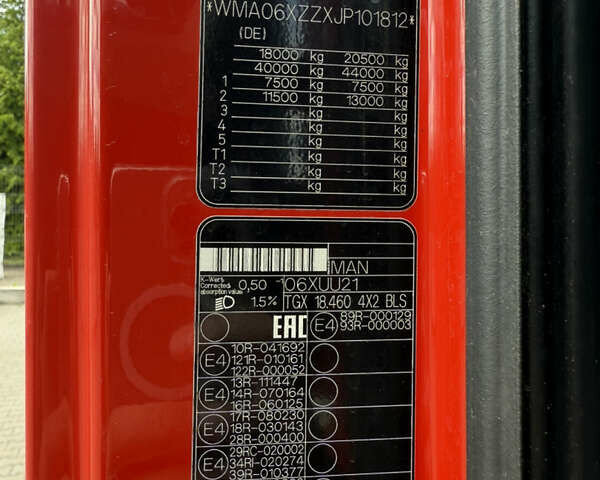 *WMA06XZZXJP101812*
(DE)
18000 kg 20500 kg
40000 kg 44000 kg
1 7500 kg 7500 kg
2 11500 kg 13000 kg
3 kg kg
4 kg kg
5 kg kg
T1 kg kg
T2 kg kg
T3 kg kg
MAN
K-Wert
Corrected absorption value 0,50 106XUU21
1.5% TGX 18.460 4X2 BLS
EAC E4 89R-000129
93R-000003
10R-041692
E4 121R-010161
122R-000052
13R-111447
E4 14R-070164
16R-060125
17R-080230
E4 18R-030143
28R-000400
29RC-020002
E4 34RI-020274
39R-010377